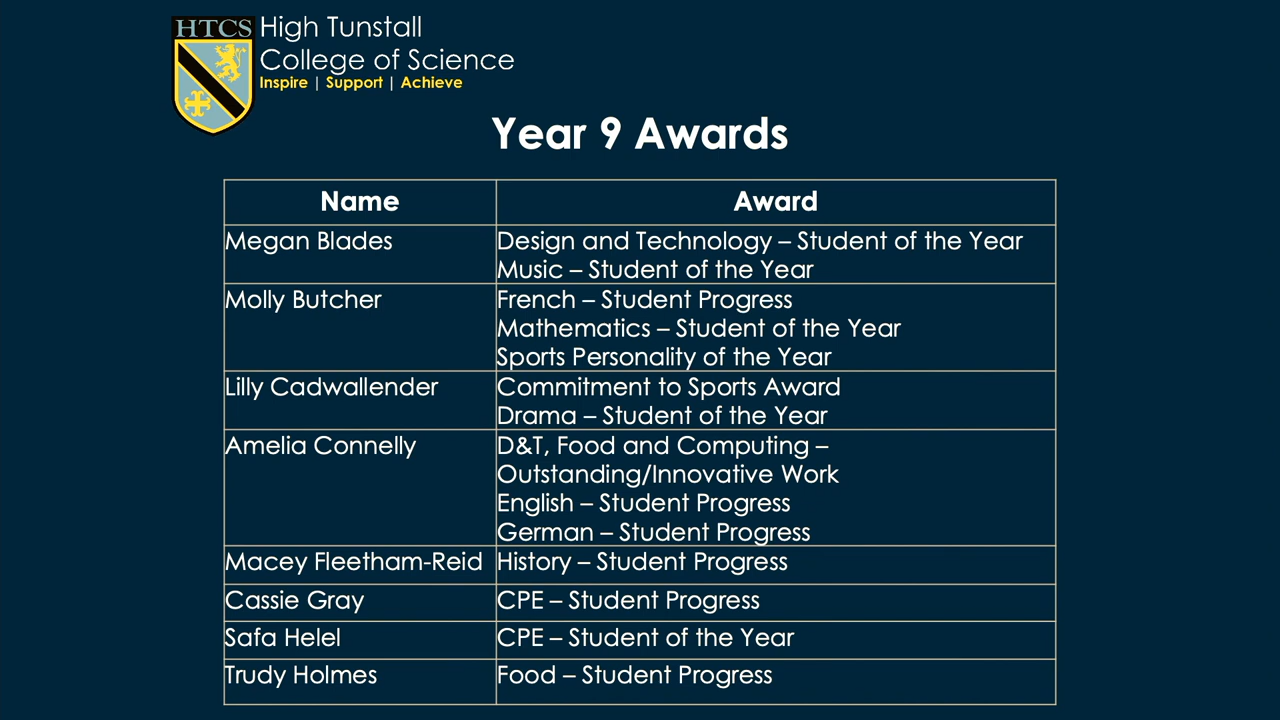 HTCS
High Tunstall
College of Science
Inspire | Support | Achieve
Year 9 Awards
Name Award
Megan Blades Design and Technology – Student of the Year
Music – Student of the Year
Molly Butcher French – Student Progress
Mathematics – Student of the Year
Sports Personality of the Year
Lilly Cadwallender Commitment to Sports Award
Drama – Student of the Year
Amelia Connelly D&T, Food and Computing –
Outstanding/Innovative Work
English – Student Progress
German – Student Progress
Macey Fleetham-Reid History – Student Progress
Cassie Gray CPE – Student Progress
Safa Helel CPE – Student of the Year
Trudy Holmes Food – Student Progress